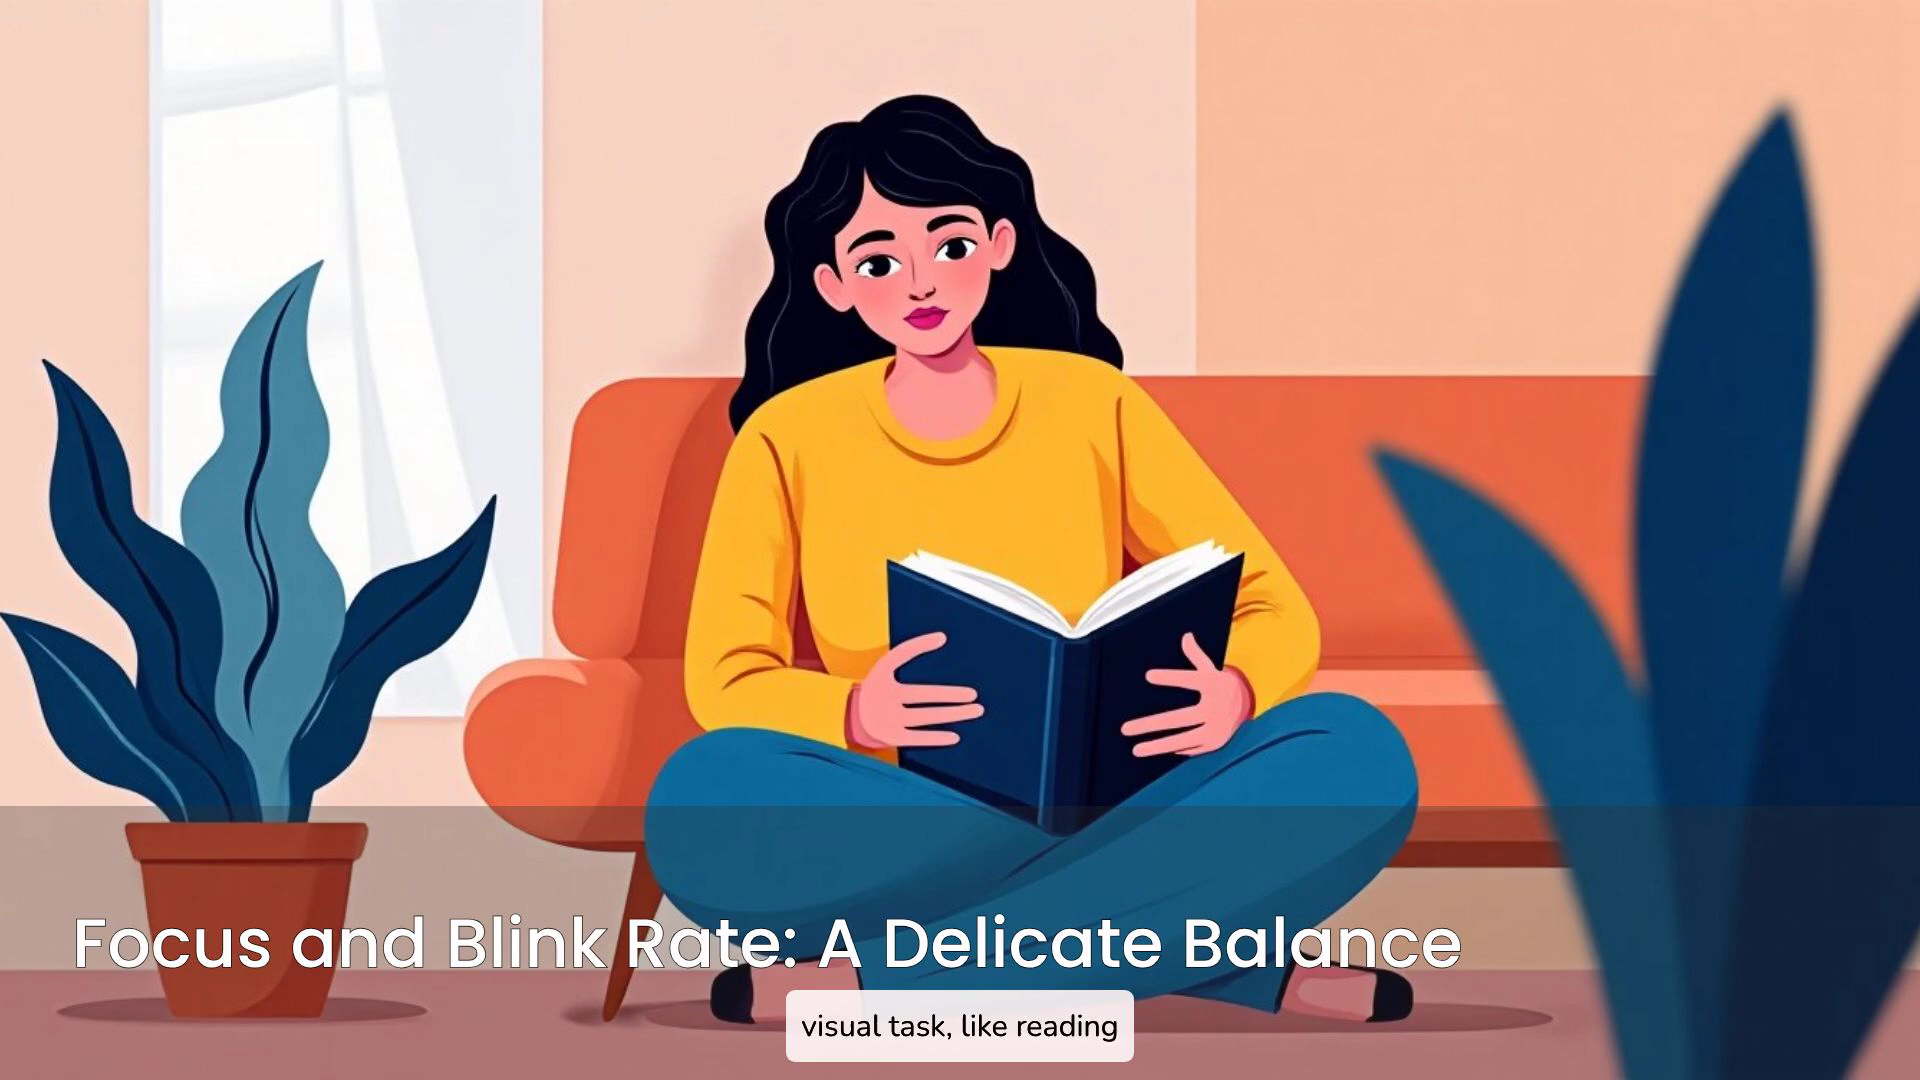 Focus and Blink Rate: A Delicate Balance
visual task, like reading